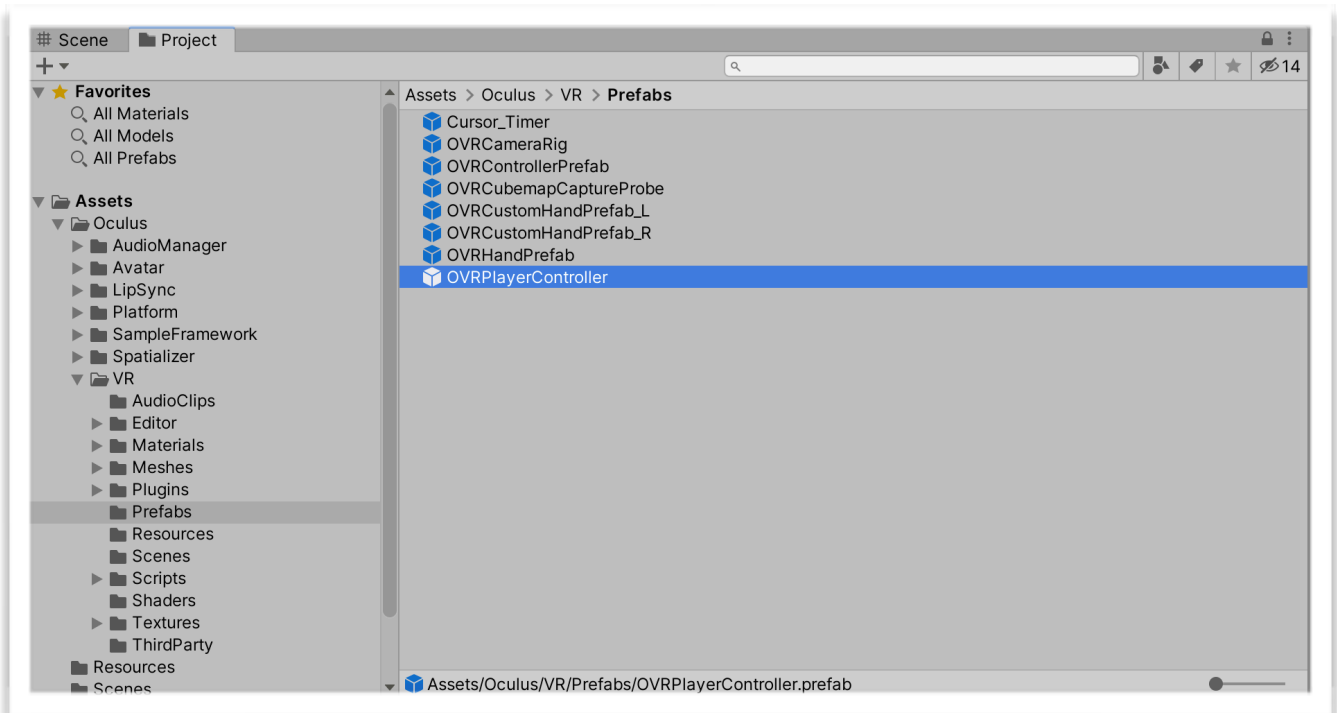 Scene
Project
14
Favorites
All Materials
All Models
All Prefabs
Assets
Oculus
AudioManager
Avatar
LipSync
Platform
SampleFramework
Spatializer
VR
AudioClips
Editor
Materials
Meshes
Plugins
Prefabs
Resources
Scenes
Scripts
Shaders
Textures
ThirdParty
Resources
Scenes
Assets > Oculus > VR > Prefabs
Cursor_Timer
OVRCameraRig
OVRControllerPrefab
OVRCubemapCaptureProbe
OVRCustomHandPrefab_L
OVRCustomHandPrefab_R
OVRHandPrefab
OVRPlayerController
Assets/Oculus/VR/Prefabs/OVRPlayerController.prefab